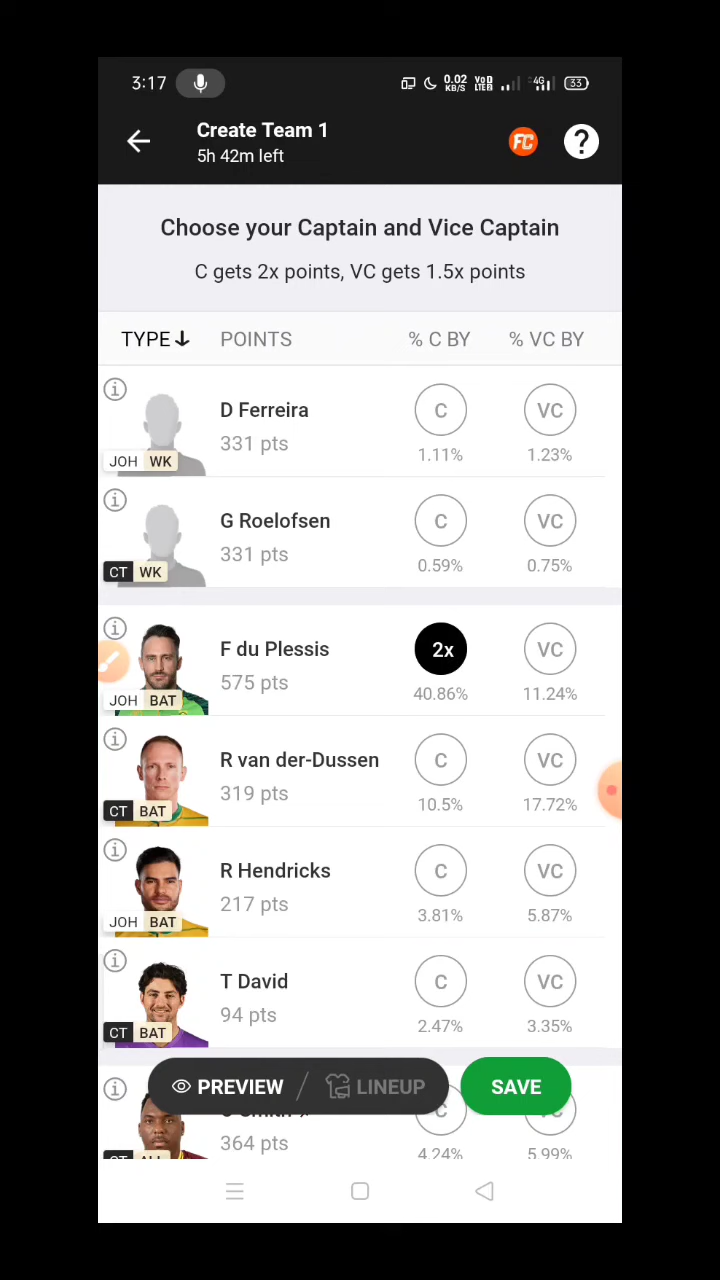 3:17 0.02 KB/S VoD LTE2 4G 33
Create Team 1
5h 42m left
FC ?
Choose your Captain and Vice Captain
C gets 2x points, VC gets 1.5x points
TYPE POINTS % C BY % VC BY
D Ferreira C VC
331 pts
JOH WK 1.11% 1.23%
G Roelofsen C VC
331 pts
CT WK 0.59% 0.75%
F du Plessis 2x VC
575 pts
JOH BAT 40.86% 11.24%
R van der-Dussen C VC
319 pts
CT BAT 10.5% 17.72%
R Hendricks C VC
217 pts
JOH BAT 3.81% 5.87%
T David C VC
94 pts
CT BAT 2.47% 3.35%
PREVIEW / LINEUP SAVE
C
364 pts
4.24% 5.99%